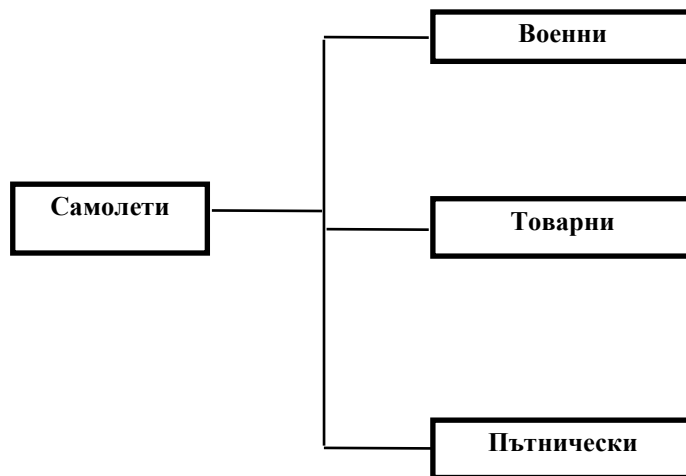 Военни
Самолети
Товарни
Пътнически